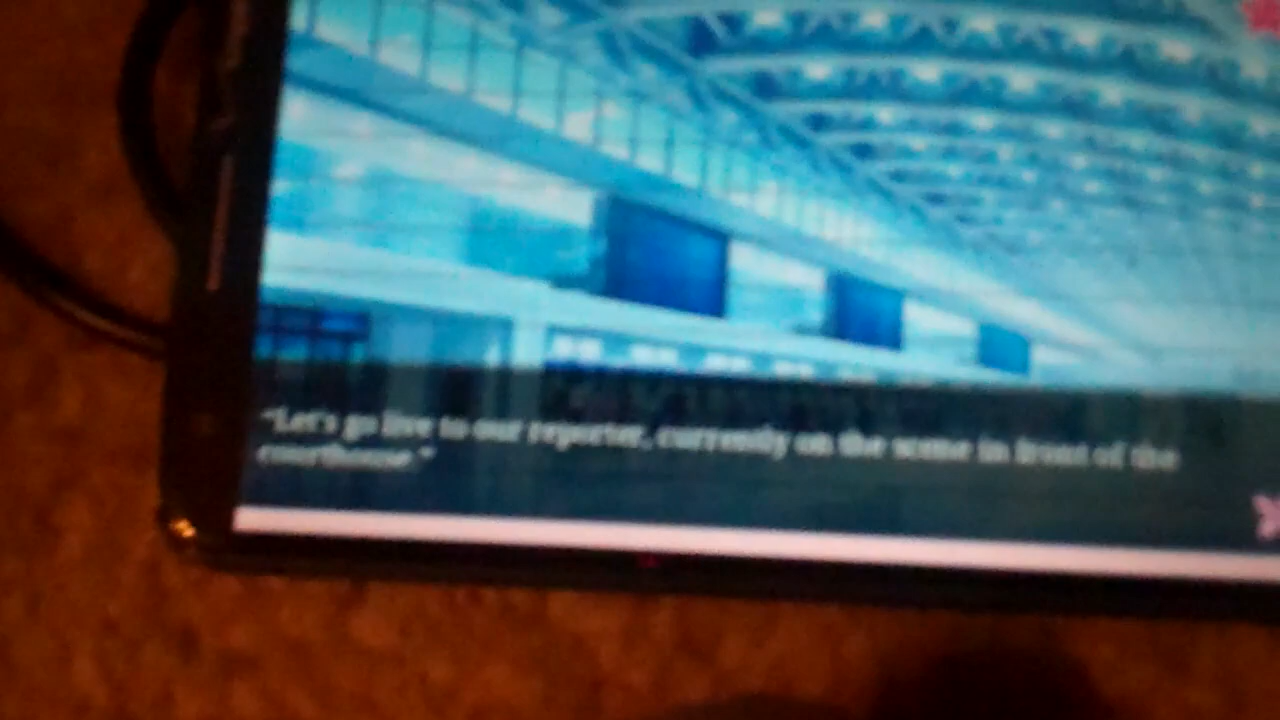 "Let's go live to our reporter, currently on the scene in front of the
courthouse."